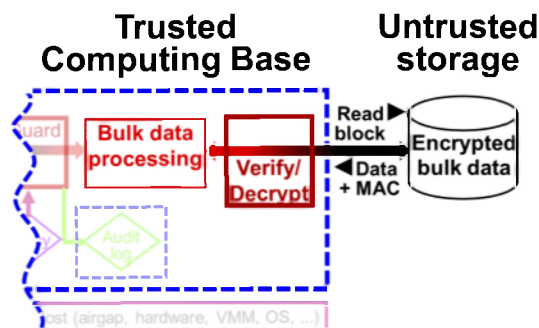 Trusted
Computing Base
Untrusted
storage
Bulk data
processing
Verify/
Decrypt
Read
block
Data
+ MAC
Encrypted
bulk data
Audit
log
(airgap, hardware, VMM, OS, ...)